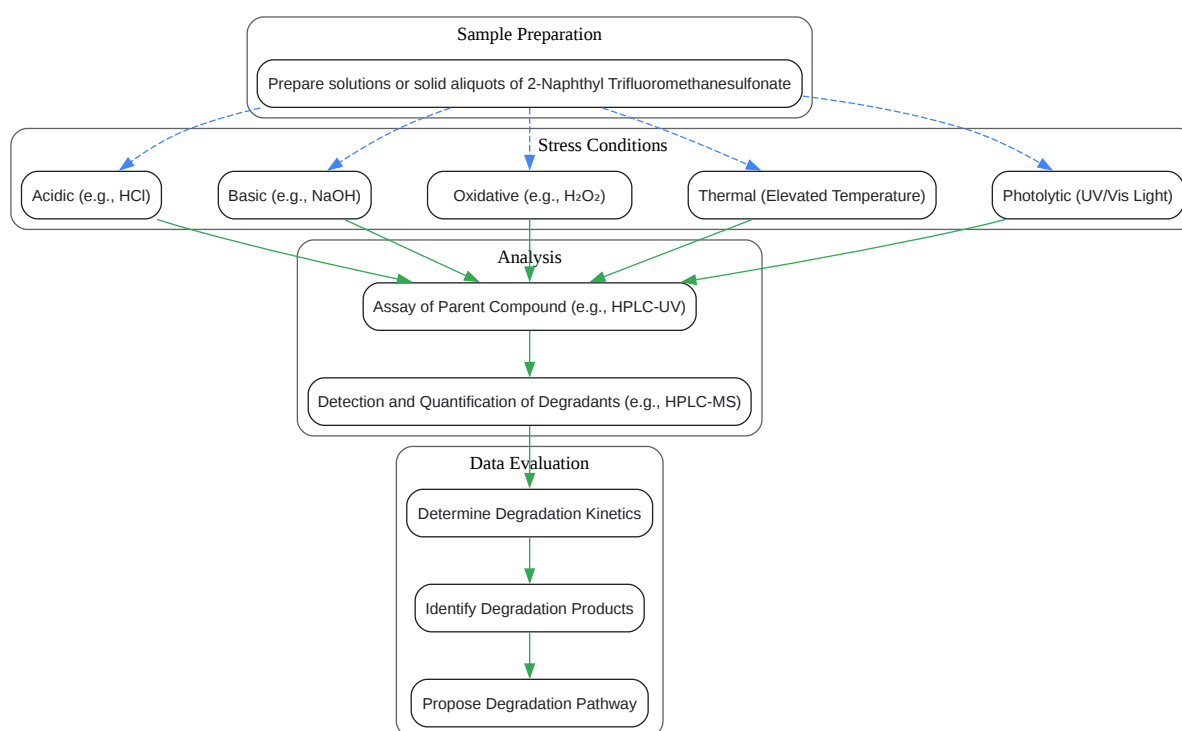 Sample Preparation
Prepare solutions or solid aliquots of 2-Naphthyl Trifluoromethanesulfonate
Stress Conditions
Acidic (e.g., HCl)
Basic (e.g., NaOH)
Oxidative (e.g., H₂O₂)
Thermal (Elevated Temperature)
Photolytic (UV/Vis Light)
Analysis
Assay of Parent Compound (e.g., HPLC-UV)
Detection and Quantification of Degradants (e.g., HPLC-MS)
Data Evaluation
Determine Degradation Kinetics
Identify Degradation Products
Propose Degradation Pathway